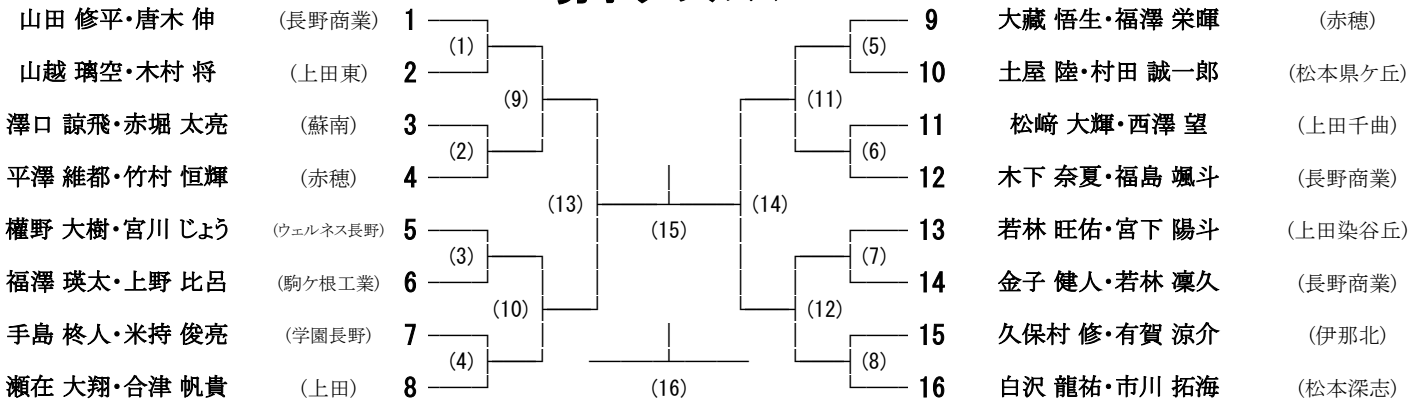 山田 修平・唐木 伸 (長野商業) 1
(1)
山越 璃空・木村 将 (上田東) 2
(9)
澤口 諒飛・赤堀 太亮 (蘇南) 3
(2)
平澤 維都・竹村 恒輝 (赤穂) 4
(13)
權野 大樹・宮川 じょう (ウェルネス長野) 5
(3)
福澤 瑛太・上野 比呂 (駒ケ根工業) 6
(10)
手島 柊人・米持 俊亮 (学園長野) 7
(4)
瀬在 大翔・合津 帆貴 (上田) 8
(15)
(16)
9 大藏 悟生・福澤 栄暉 (赤穂)
(5)
10 土屋 陸・村田 誠一郎 (松本県ケ丘)
(11)
11 松﨑 大輝・西澤 望 (上田千曲)
(6)
12 木下 奈夏・福島 颯斗 (長野商業)
(14)
13 若林 旺佑・宮下 陽斗 (上田染谷丘)
(7)
14 金子 健人・若林 凜久 (長野商業)
(12)
15 久保村 修・有賀 涼介 (伊那北)
(8)
16 白沢 龍祐・市川 拓海 (松本深志)